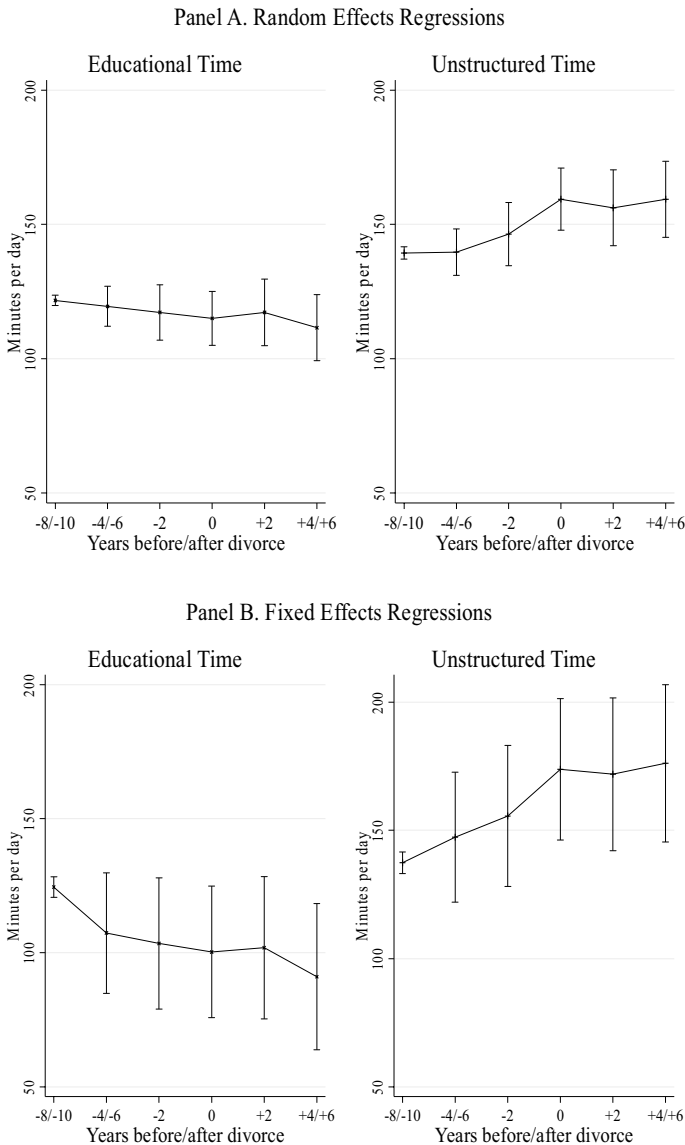 Panel A. Random Effects Regressions
Educational Time
Unstructured Time
Minutes per day
200
150
100
50
-8/-10 -4/-6 -2 0 +2 +4/+6
Years before/after divorce
Minutes per day
200
150
100
50
-8/-10 -4/-6 -2 0 +2 +4/+6
Years before/after divorce
Panel B. Fixed Effects Regressions
Educational Time
Unstructured Time
Minutes per day
200
150
100
50
-8/-10 -4/-6 -2 0 +2 +4/+6
Years before/after divorce
Minutes per day
200
150
100
50
-8/-10 -4/-6 -2 0 +2 +4/+6
Years before/after divorce